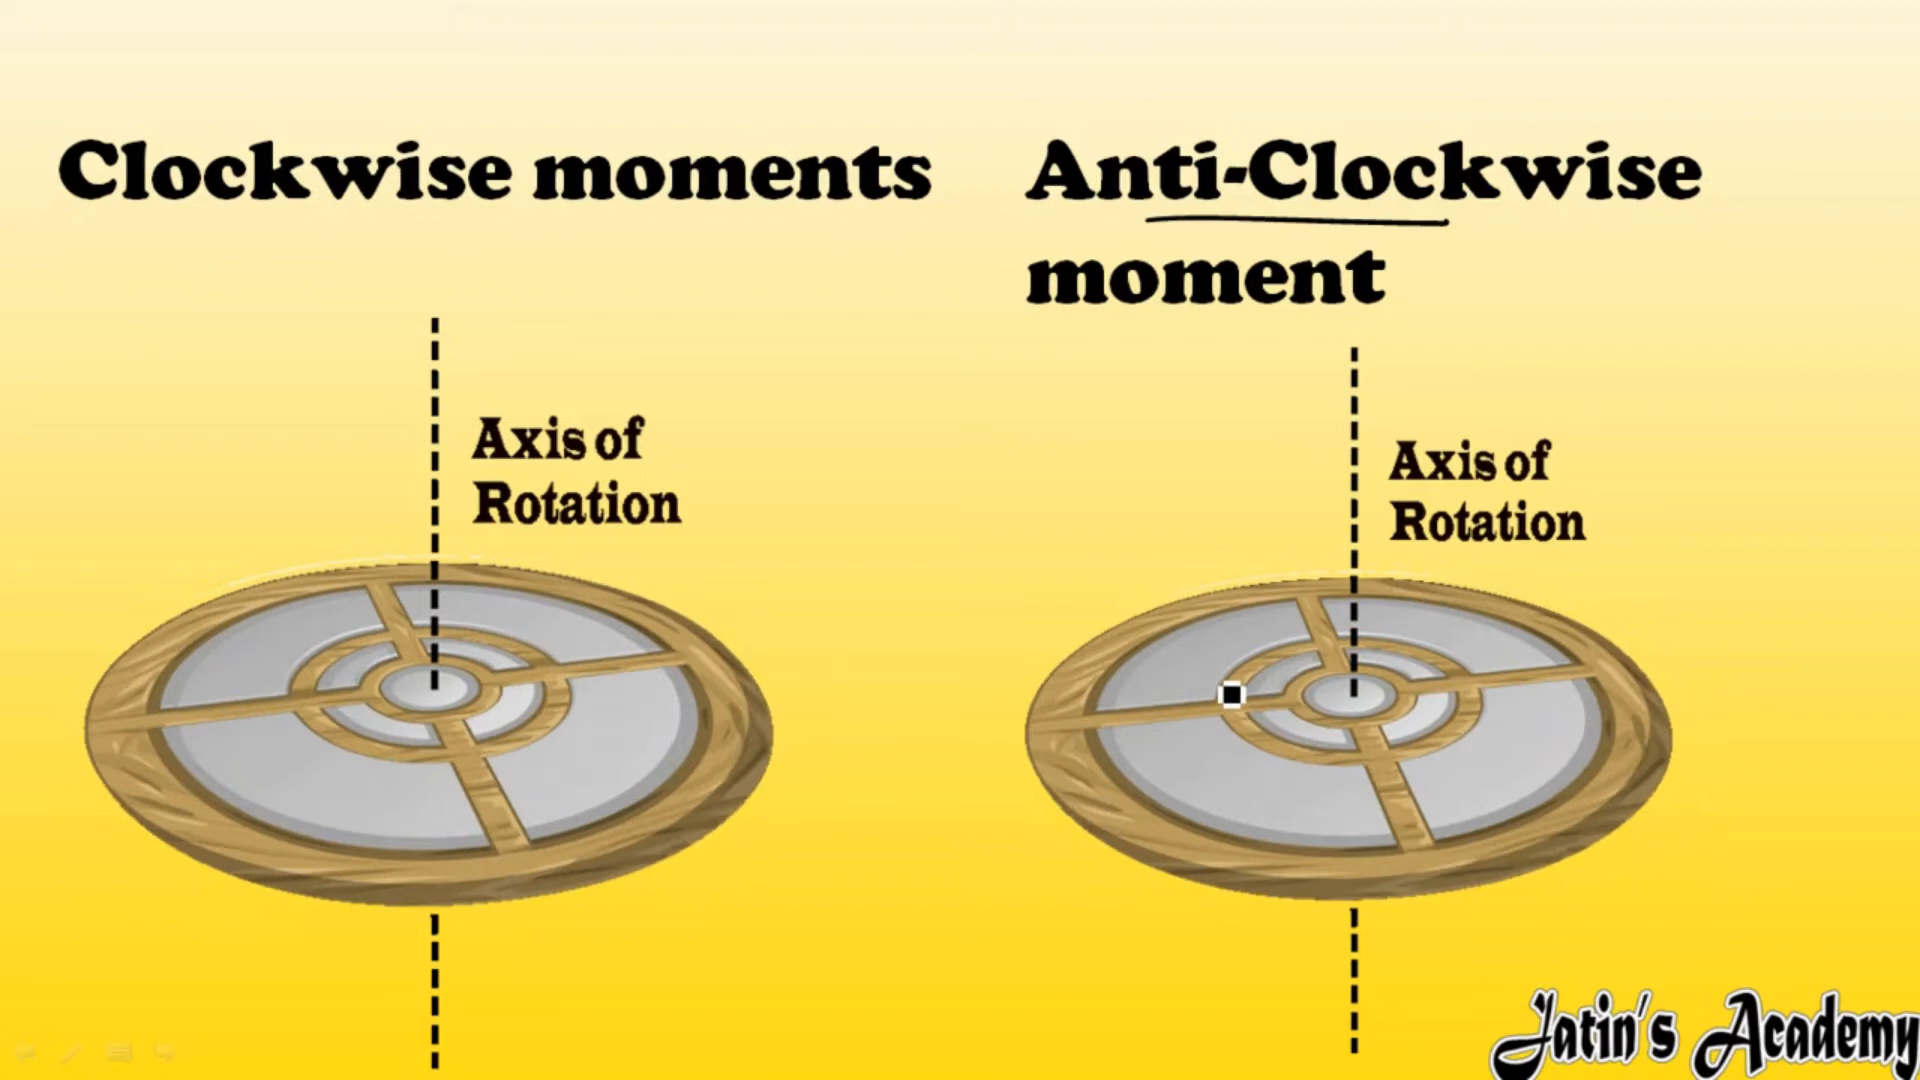 Clockwise moments
Anti-Clockwise
moment
Axis of
Rotation
Axis of
Rotation
Jatin's Academy